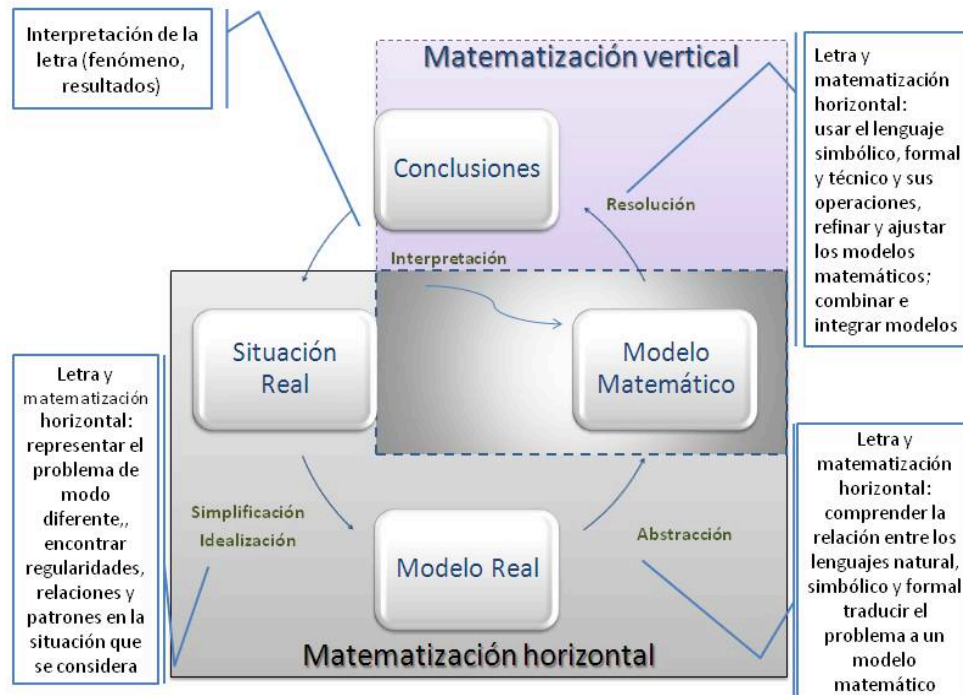 Interpretación de la
letra (fenómeno,
resultados)
Matematización vertical
Letra y
matematización
horizontal:
usar el lenguaje
simbólico, formal
y técnico y sus
operaciones,
refinar y ajustar
los modelos
matemáticos;
combinar e
integrar modelos
Conclusiones
Resolución
Interpretación
Situación
Real
Modelo
Matemático
Letra y
matematización
horizontal:
representar el
problema de
modo
diferente,,
encontrar
regularidades,
relaciones y
patrones en la
situación que
se considera
Simplificación
Idealización
Modelo Real
Abstracción
Letra y
matematización
horizontal:
comprender la
relación entre los
lenguajes natural,
simbólico y formal
traducir el
problema a un
modelo
matemático
Matematización horizontal